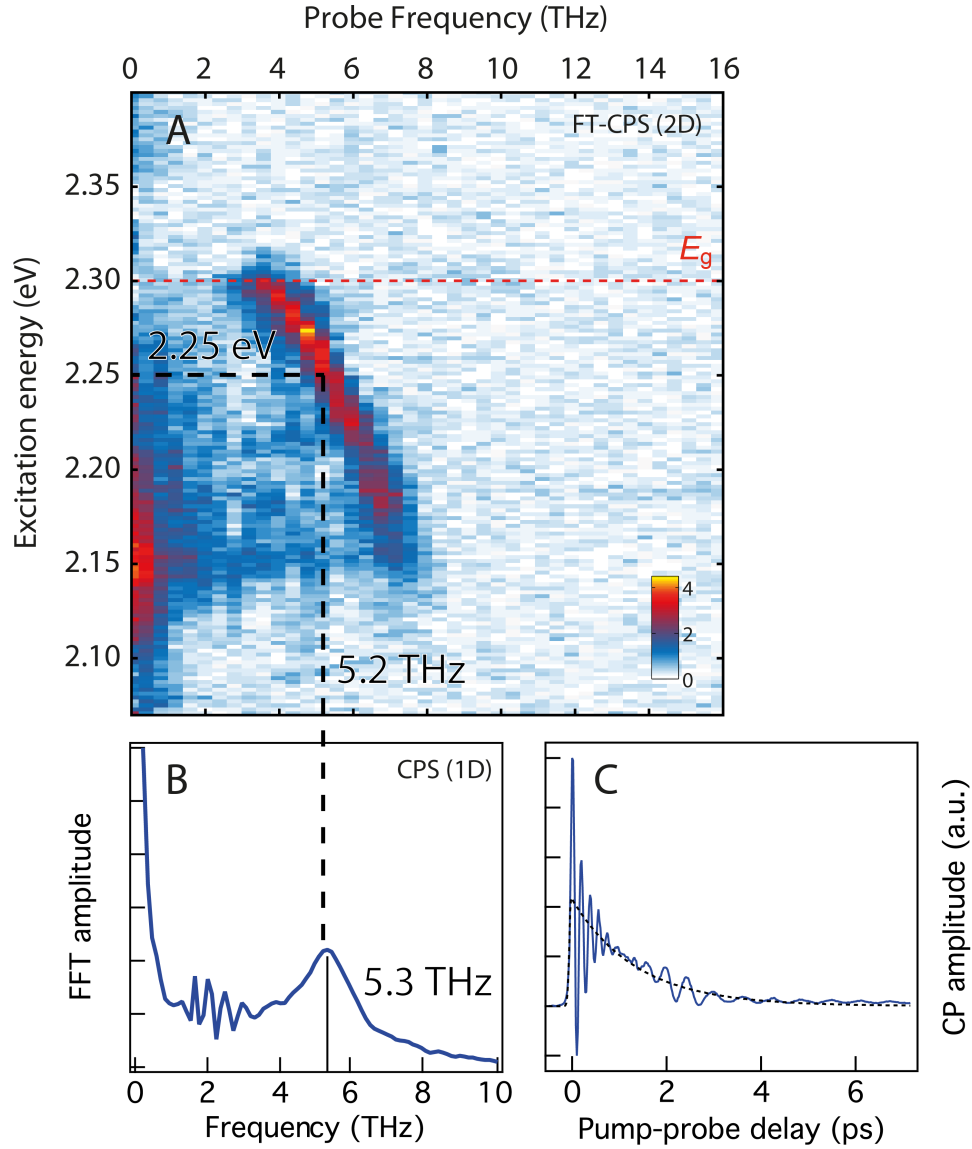 Probe Frequency (THz)
0 2 4 6 8 10 12 14 16
A
FT-CPS (2D)
2.35
Eg
2.30
2.25 eV
2.25
Excitation energy (eV)
2.20
2.15
4
2
0
2.10
5.2 THz
B
CPS (1D)
C
FFT amplitude
5.3 THz
CP amplitude (a.u.)
0 2 4 6 8 10
0 2 4 6
Frequency (THz)
Pump-probe delay (ps)